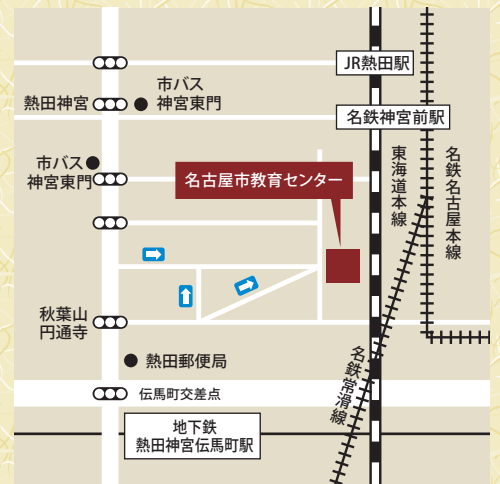 JR熱田駅
市バス
神宮東門
熱田神宮
名鉄神宮前駅
市バス
神宮東門
名古屋市教育センター
東海道本線
名鉄名古屋本線
秋葉山
円通寺
熱田郵便局
名鉄常滑線
伝馬町交差点
地下鉄
熱田神宮伝馬町駅